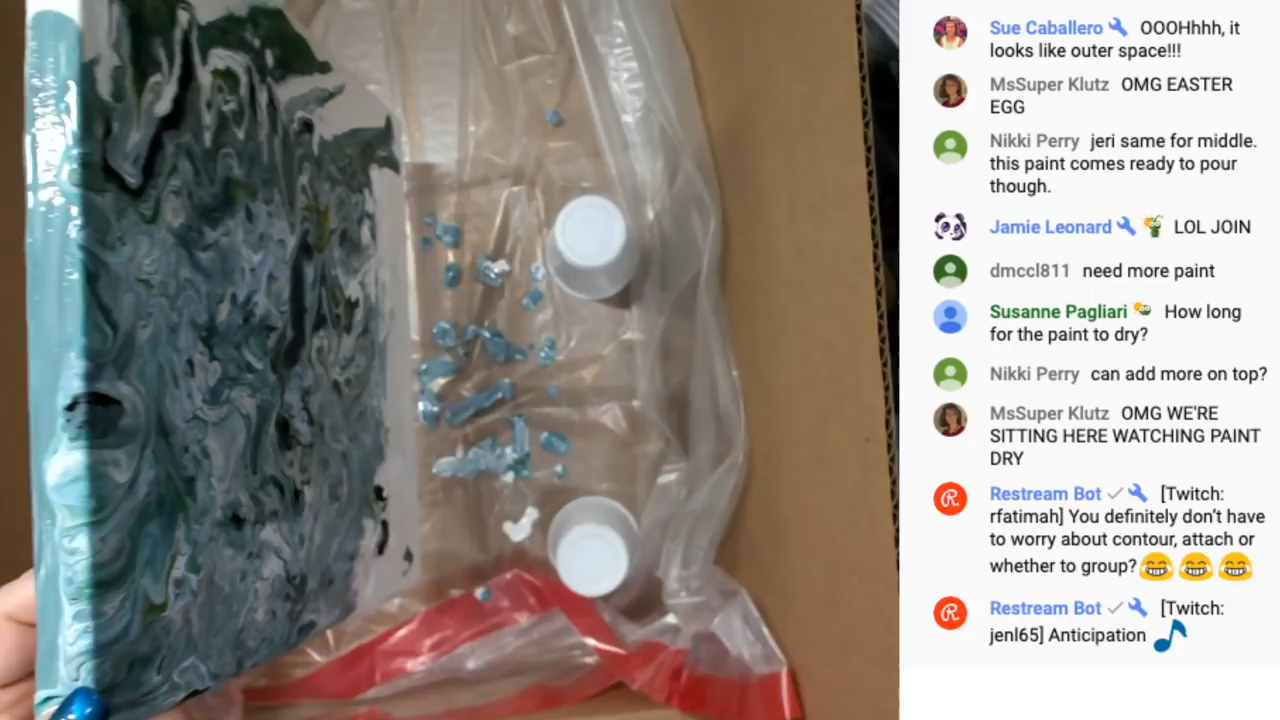 Sue Caballero OOOHhhh, it
looks like outer space!!!
MsSuper Klutz OMG EASTER
EGG
Nikki Perry jeri same for middle.
this paint comes ready to pour
though.
Jamie Leonard LOL JOIN
dmccl811 need more paint
Susanne Pagliari How long
for the paint to dry?
Nikki Perry can add more on top?
MsSuper Klutz OMG WE'RE
SITTING HERE WATCHING PAINT
DRY
Restream Bot [Twitch:
rfatimah] You definitely don't have
to worry about contour, attach or
whether to group?😂😂😂
Restream Bot [Twitch:
jenl65] Anticipation 🎵